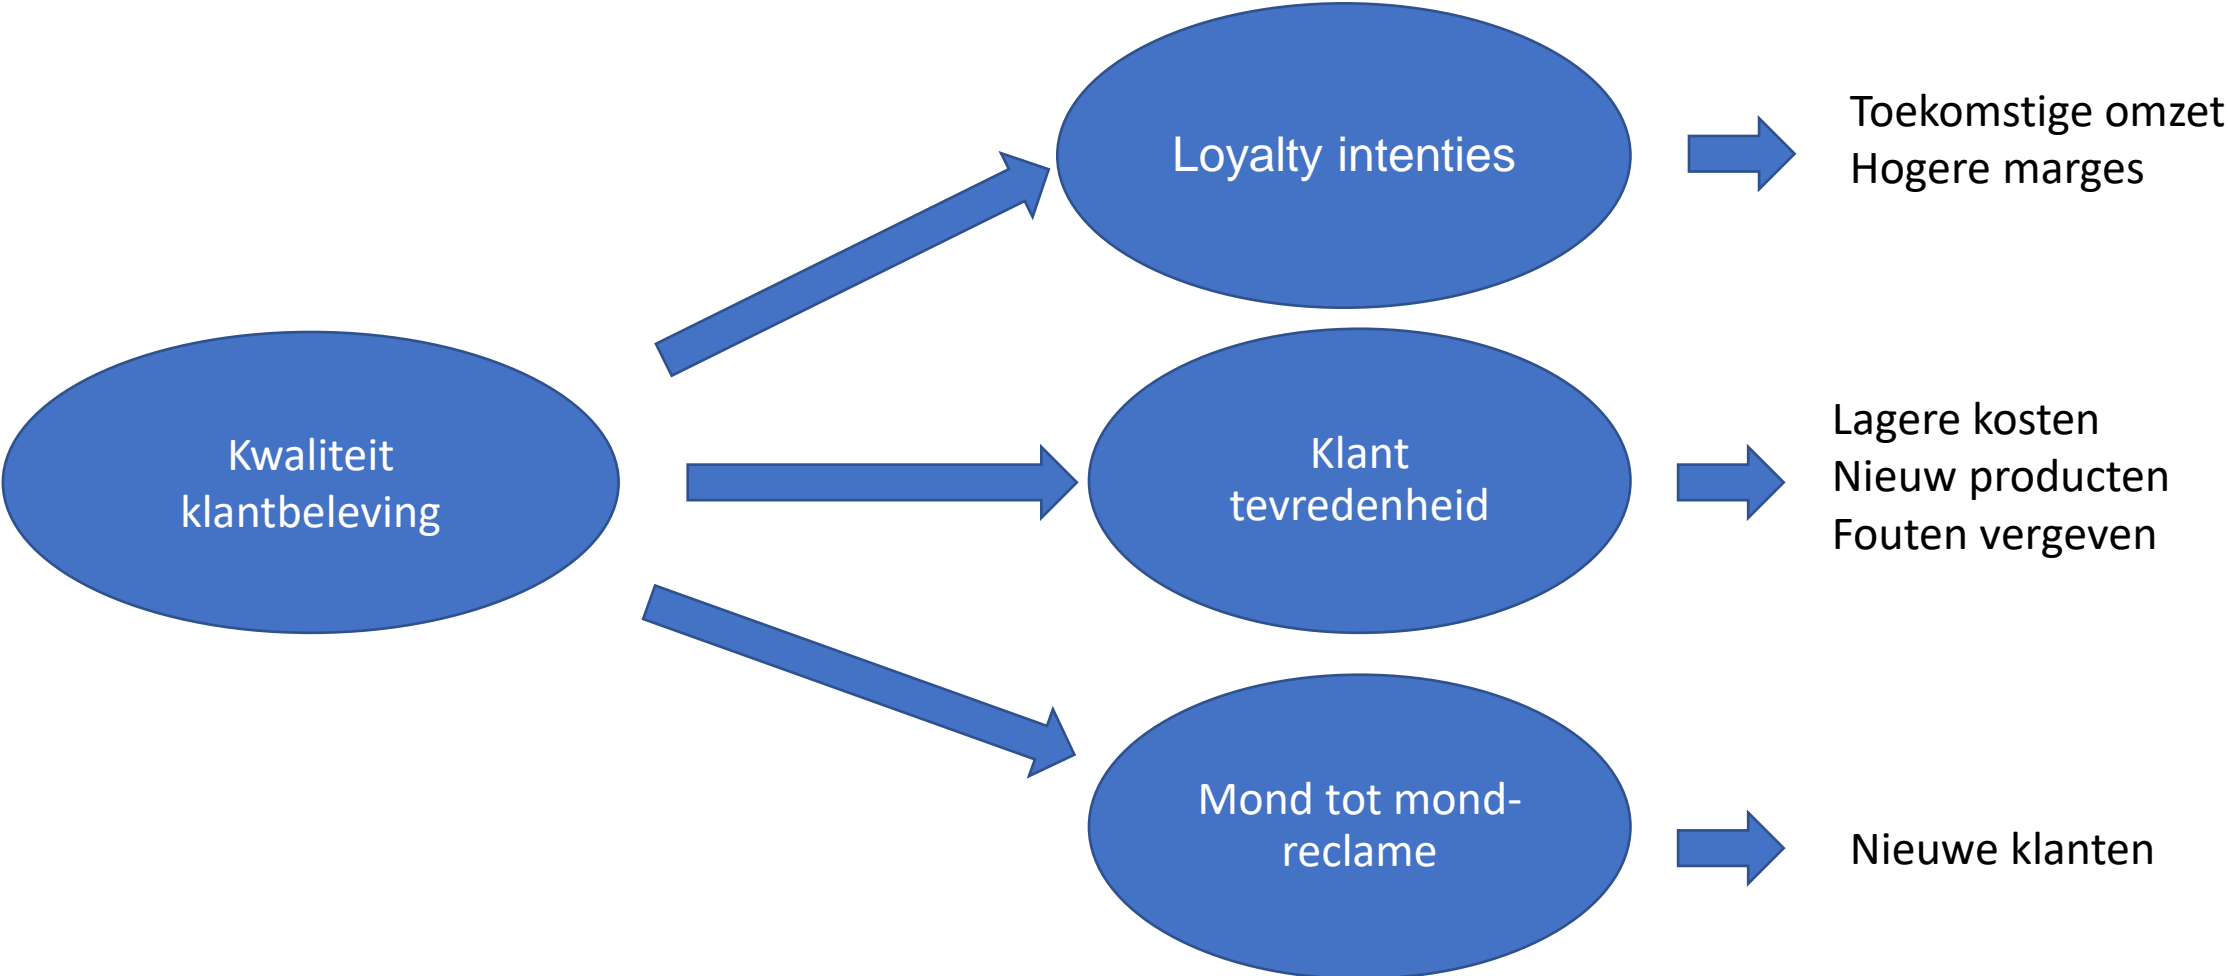 Loyalty intenties
Toekomstige omzet
Hogere marges
Kwaliteit
klantbeleving
Klant
tevredenheid
Lagere kosten
Nieuw producten
Fouten vergeven
Mond tot mond-
reclame
Nieuwe klanten